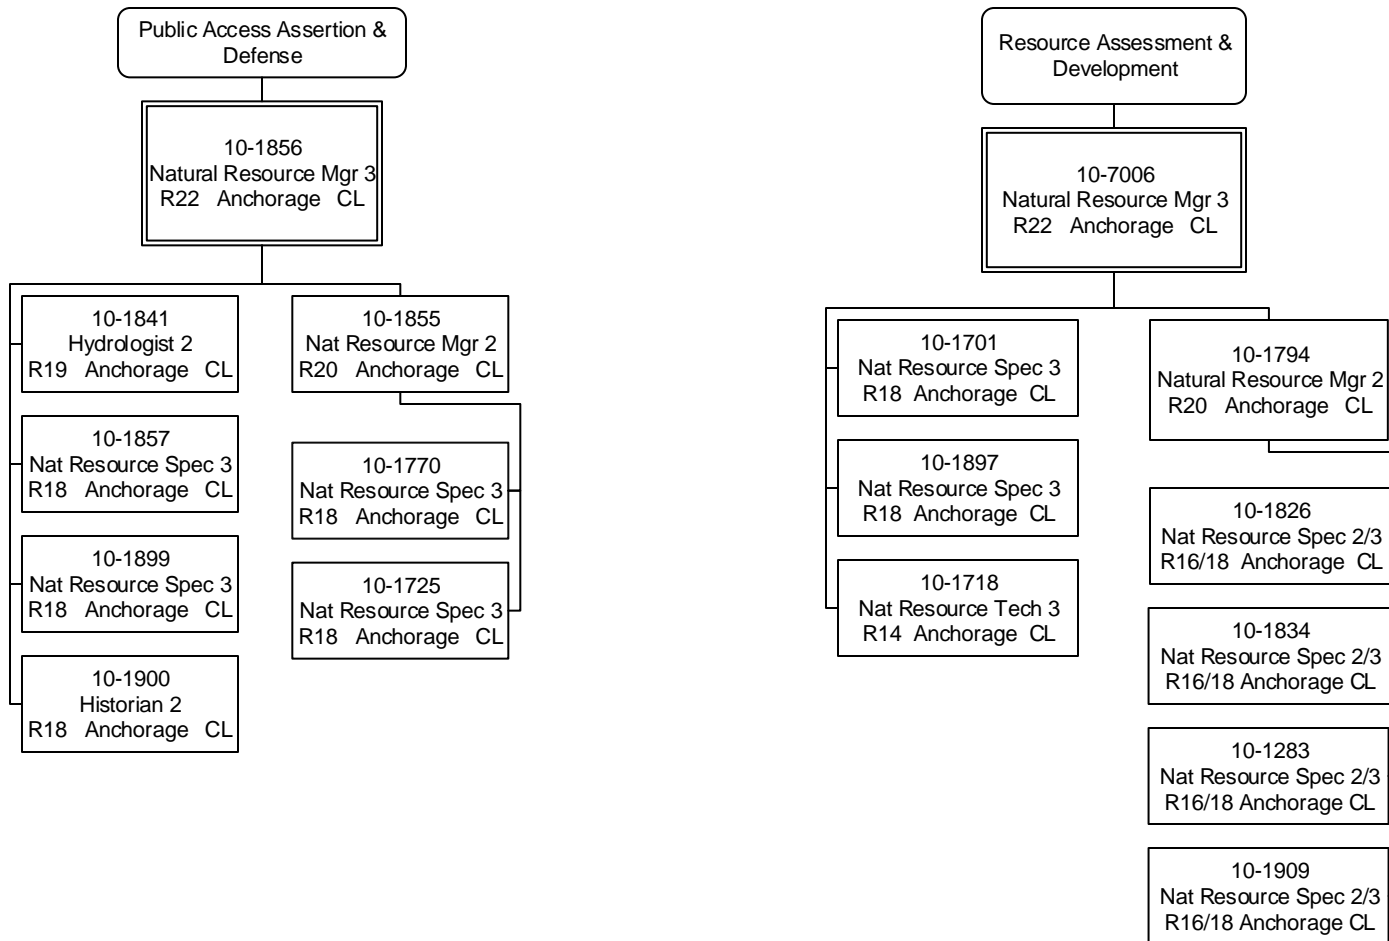 Public Access Assertion &
Defense
10-1856
Natural Resource Mgr 3
R22 Anchorage CL
10-1841
Hydrologist 2
R19 Anchorage CL
10-1857
Nat Resource Spec 3
R18 Anchorage CL
10-1899
Nat Resource Spec 3
R18 Anchorage CL
10-1900
Historian 2
R18 Anchorage CL
10-1855
Nat Resource Mgr 2
R20 Anchorage CL
10-1770
Nat Resource Spec 3
R18 Anchorage CL
10-1725
Nat Resource Spec 3
R18 Anchorage CL
Resource Assessment &
Development
10-7006
Natural Resource Mgr 3
R22 Anchorage CL
10-1701
Nat Resource Spec 3
R18 Anchorage CL
10-1897
Nat Resource Spec 3
R18 Anchorage CL
10-1718
Nat Resource Tech 3
R14 Anchorage CL
10-1794
Natural Resource Mgr 2
R20 Anchorage CL
10-1826
Nat Resource Spec 2/3
R16/18 Anchorage CL
10-1834
Nat Resource Spec 2/3
R16/18 Anchorage CL
10-1283
Nat Resource Spec 2/3
R16/18 Anchorage CL
10-1909
Nat Resource Spec 2/3
R16/18 Anchorage CL